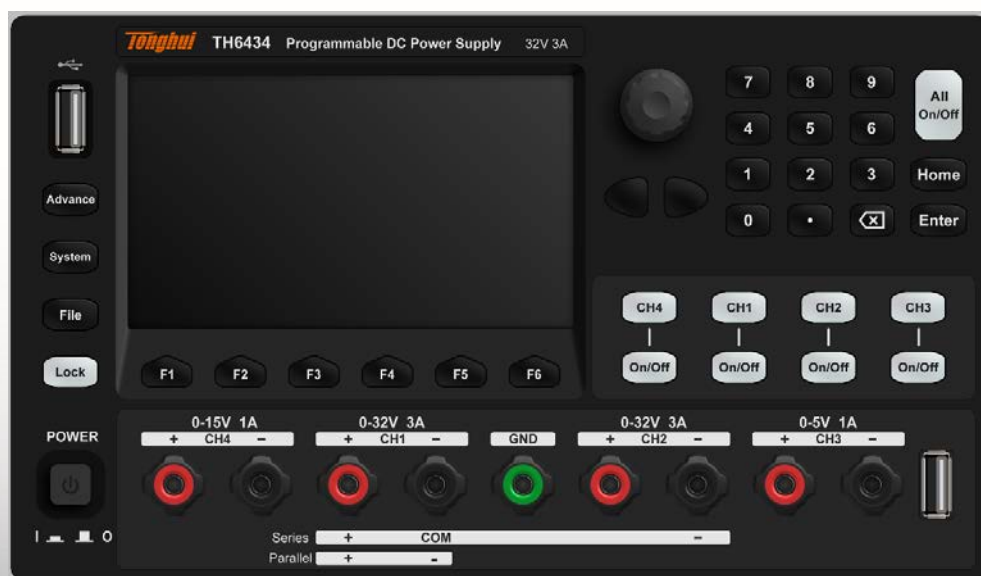 Tonghui TH6434 Programmable DC Power Supply 32V 3A
7 8 9
All
On/Off
4 5 6
1 2 3 Home
0 . Enter
Advance
System
File
Lock
CH4 CH1 CH2 CH3
On/Off On/Off On/Off On/Off
F1 F2 F3 F4 F5 F6
POWER
0-15V 1A 0-32V 3A 0-32V 3A 0-5V 1A
+ CH4 − + CH1 − GND + CH2 − + CH3 −
I O
Series + COM −
Parallel + -